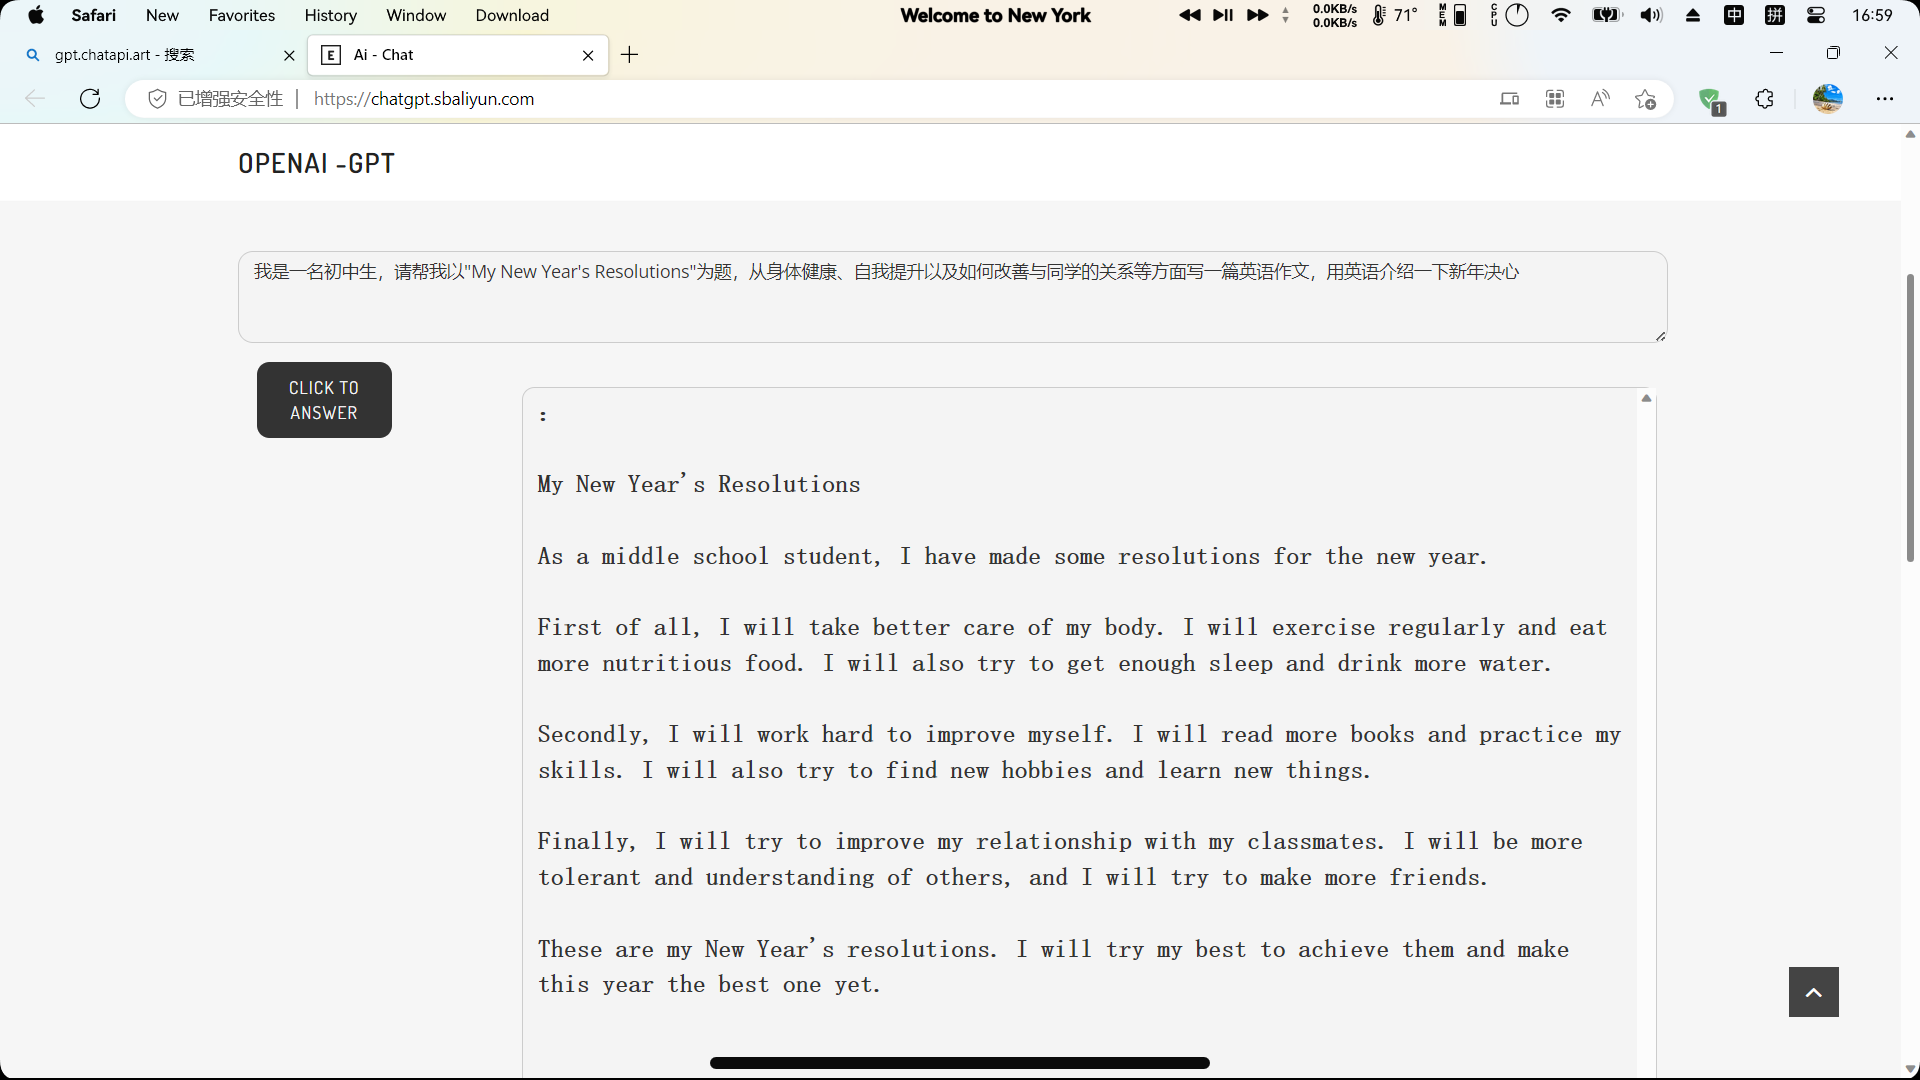 Safari New Favorites History Window Download Welcome to New York 0.0KB/s 71° MEM CPU 中 拼 16:59
0.0KB/s
gpt.chatapi.art - 搜索 E Ai - Chat
已增强安全性 https://chatgpt.sbaliyun.com A 1
OPENAI -GPT
我是一名初中生，请帮我以"My New Year's Resolutions"为题，从身体健康、自我提升以及如何改善与同学的关系等方面写一篇英语作文，用英语介绍一下新年决心
CLICK TO
ANSWER
:
My New Year's Resolutions
As a middle school student, I have made some resolutions for the new year.
First of all, I will take better care of my body. I will exercise regularly and eat
more nutritious food. I will also try to get enough sleep and drink more water.
Secondly, I will work hard to improve myself. I will read more books and practice my
skills. I will also try to find new hobbies and learn new things.
Finally, I will try to improve my relationship with my classmates. I will be more
tolerant and understanding of others, and I will try to make more friends.
These are my New Year's resolutions. I will try my best to achieve them and make
this year the best one yet.